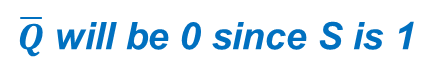 Q̅ will be 0 since S is 1